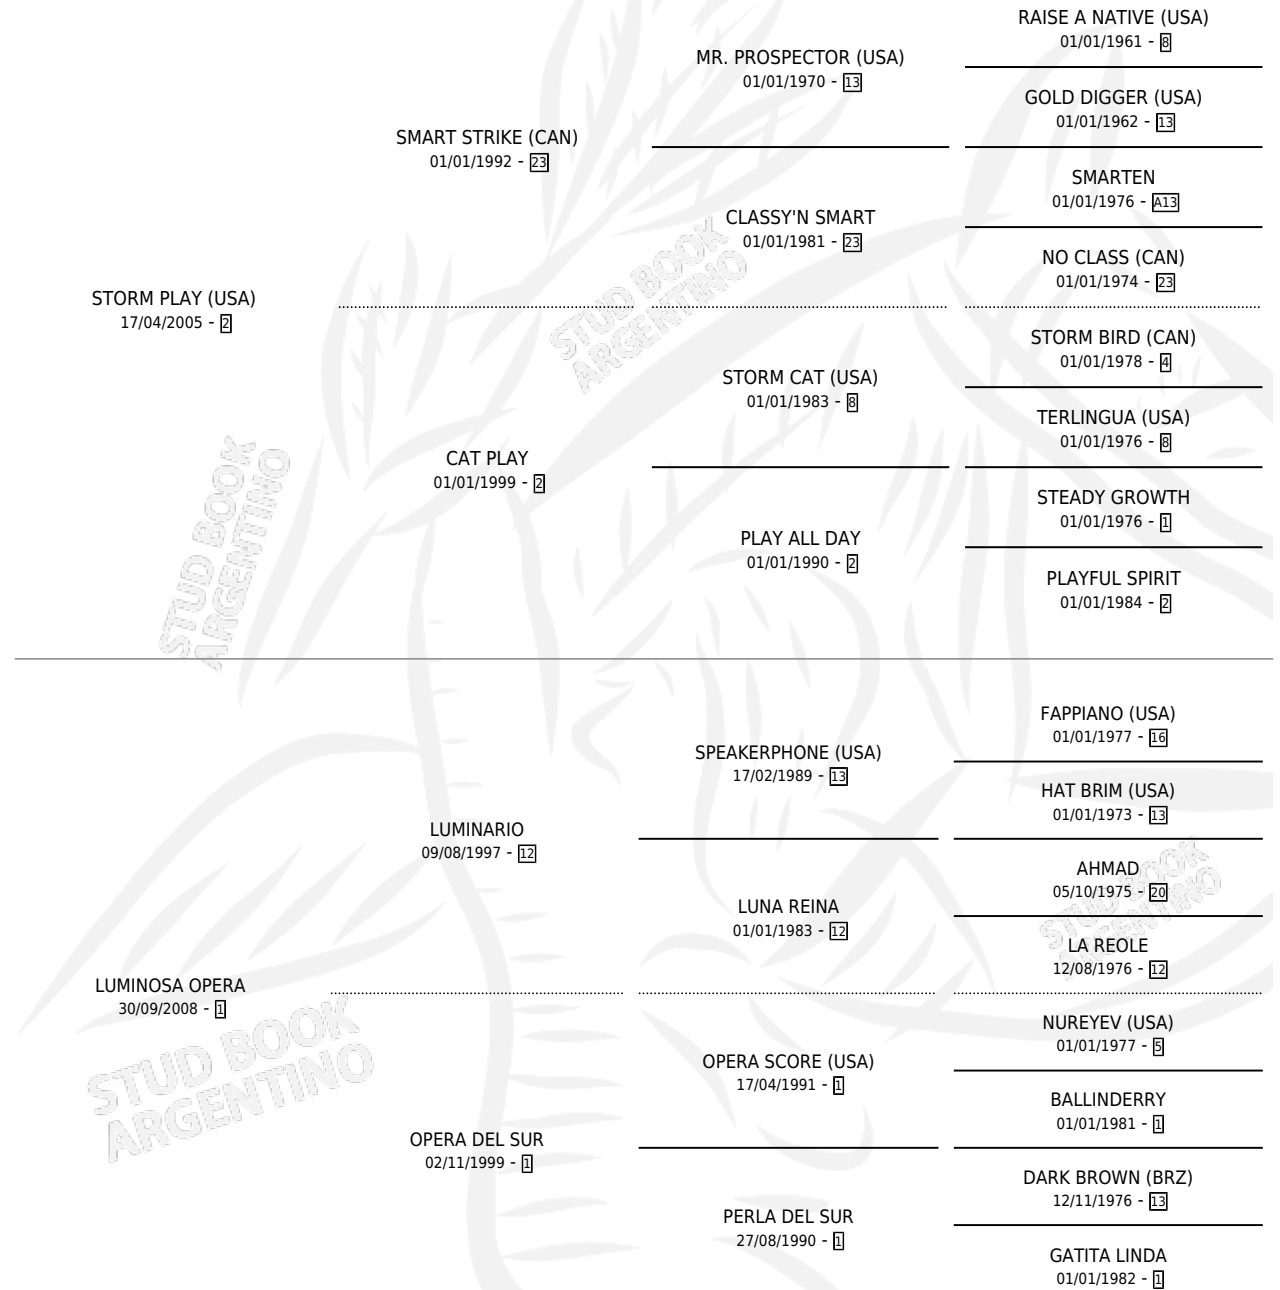 RAISE A NATIVE (USA)
01/01/1961 - 8
MR. PROSPECTOR (USA)
01/01/1970 - 13
GOLD DIGGER (USA)
01/01/1962 - 13
SMART STRIKE (CAN)
01/01/1992 - 23
SMARTEN
01/01/1976 - A13
CLASSY'N SMART
01/01/1981 - 23
NO CLASS (CAN)
01/01/1974 - 23
STORM PLAY (USA)
17/04/2005 - 2
STUD BOOK
ARGENTINO
STORM BIRD (CAN)
01/01/1978 - 4
STORM CAT (USA)
01/01/1983 - 8
TERLINGUA (USA)
01/01/1976 - 8
CAT PLAY
01/01/1999 - 2
STEADY GROWTH
01/01/1976 - 1
PLAY ALL DAY
01/01/1990 - 2
PLAYFUL SPIRIT
01/01/1984 - 2
STUD BOOK
ARGENTINO
FAPPIANO (USA)
01/01/1977 - 16
SPEAKERPHONE (USA)
17/02/1989 - 13
HAT BRIM (USA)
01/01/1973 - 13
LUMINARIO
09/08/1997 - 12
AHMAD
05/10/1975 - 20
LUNA REINA
01/01/1983 - 12
LA REOLE
12/08/1976 - 12
STUD BOOK
ARGENTINO
LUMINOSA OPERA
30/09/2008 - 1
STUD BOOK
ARGENTINO
NUREYEV (USA)
01/01/1977 - 5
OPERA SCORE (USA)
17/04/1991 - 1
BALLINDERRY
01/01/1981 - 1
OPERA DEL SUR
02/11/1999 - 1
DARK BROWN (BRZ)
12/11/1976 - 13
PERLA DEL SUR
27/08/1990 - 1
GATITA LINDA
01/01/1982 - 1